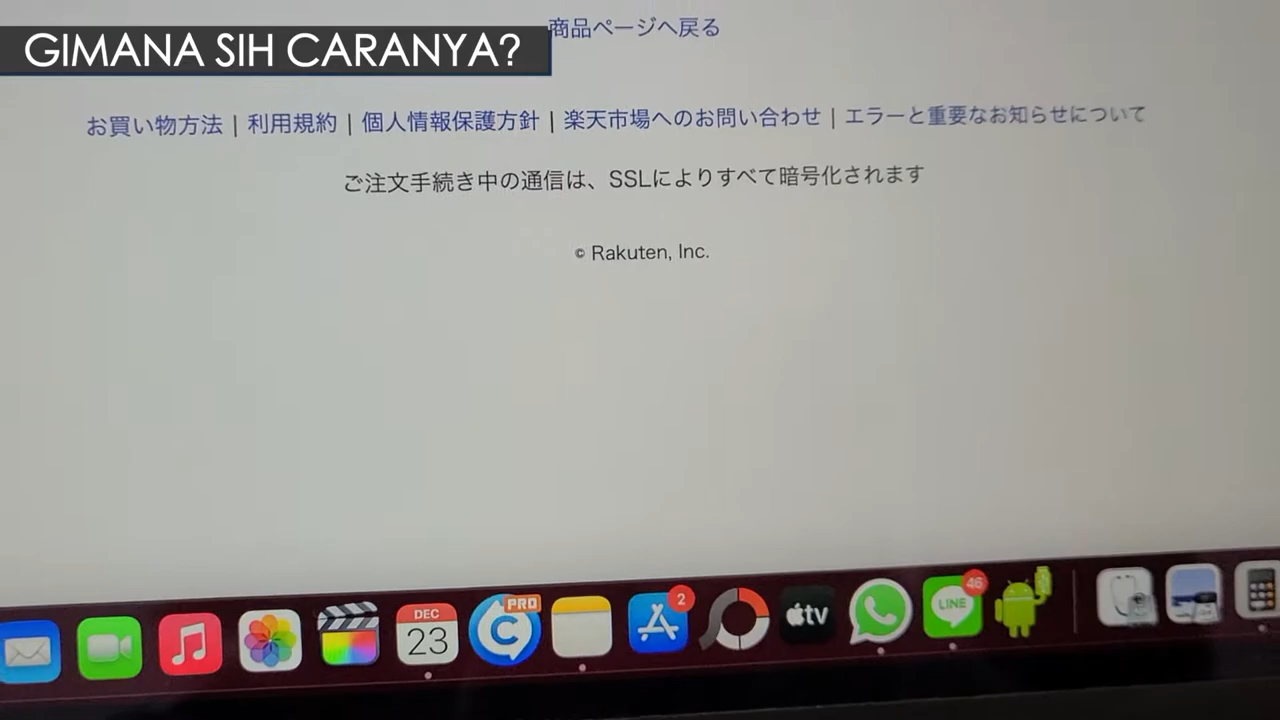 商品ページへ戻る
GIMANA SIH CARANYA?
お買い物方法 | 利用規約 | 個人情報保護方針 | 楽天市場へのお問い合わせ | エラーと重要なお知らせについて
ご注文手続き中の通信は、SSLによりすべて暗号化されます
© Rakuten, Inc.
DEC
23
PRO
2
tv
LINE
46